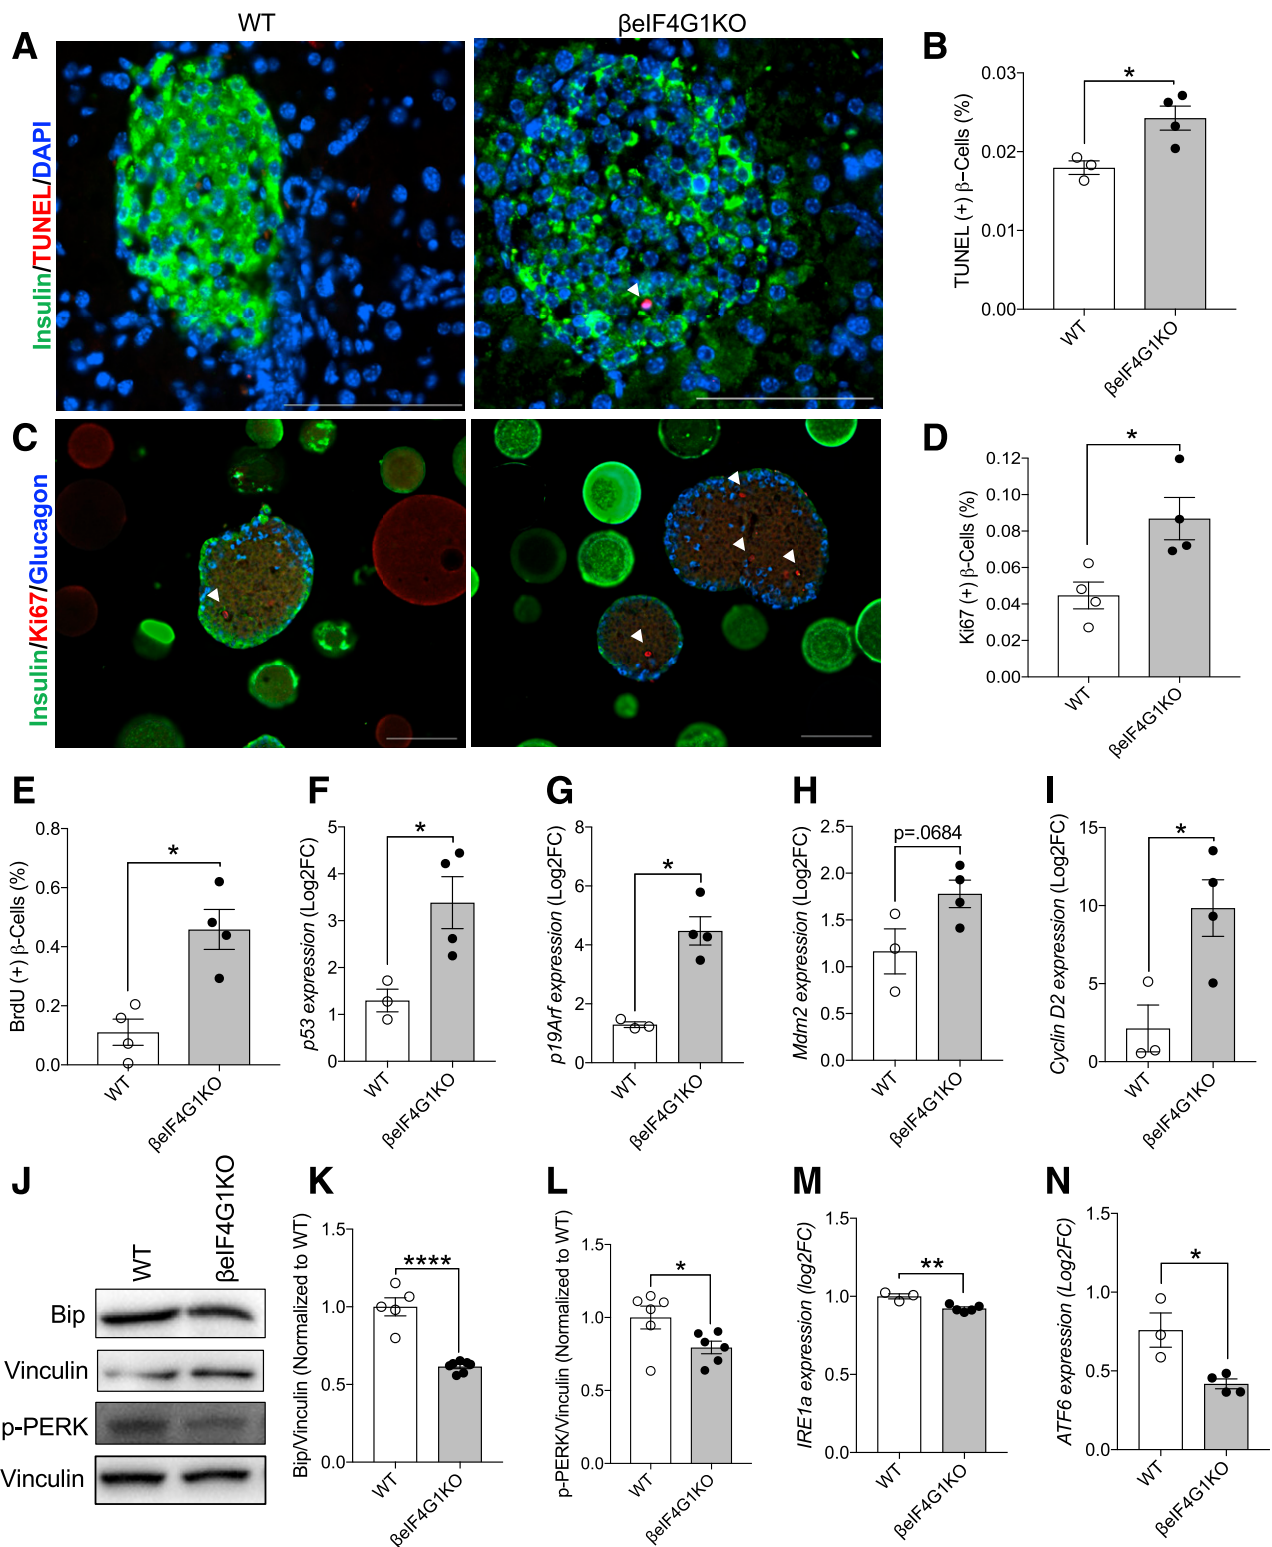 WT
βeIF4G1KO
A
Insulin/TUNEL/DAPI
B
TUNEL (+) β−Cells (%)
0.03
0.02
0.01
0.00
*
WT
βeIF4G1KO
C
Insulin/Ki67/Glucagon
D
Ki67 (+) β-Cells (%)
0.12
0.10
0.08
0.06
0.04
0.02
0.00
*
WT
βeIF4G1KO
E
BrdU (+) β-Cells (%)
0.8
0.6
0.4
0.2
0.0
*
WT
βeIF4G1KO
F
p53 expression (Log2FC)
5
4
3
2
1
0
*
WT
βeIF4G1KO
G
p19Arf expression (Log2FC)
8
6
4
2
0
*
WT
βeIF4G1KO
H
Mdm2 expression (Log2FC)
2.5
2.0
1.5
1.0
0.5
0.0
p=.0684
WT
βeIF4G1KO
I
Cyclin D2 expression (Log2FC)
15
10
5
0
*
WT
βeIF4G1KO
J
WT
βeIF4G1KO
Bip
Vinculin
p-PERK
Vinculin
K
Bip/Vinculin (Normalized to WT)
1.5
1.0
0.5
0.0
****
WT
βeIF4G1KO
L
p-PERK/Vinculin (Normalized to WT)
1.5
1.0
0.5
0.0
*
WT
βeIF4G1KO
M
IRE1a expression (log2FC)
1.5
1.0
0.5
0.0
**
WT
βeIF4G1KO
N
ATF6 expression (Log2FC)
1.5
1.0
0.5
0.0
*
WT
βeIF4G1KO